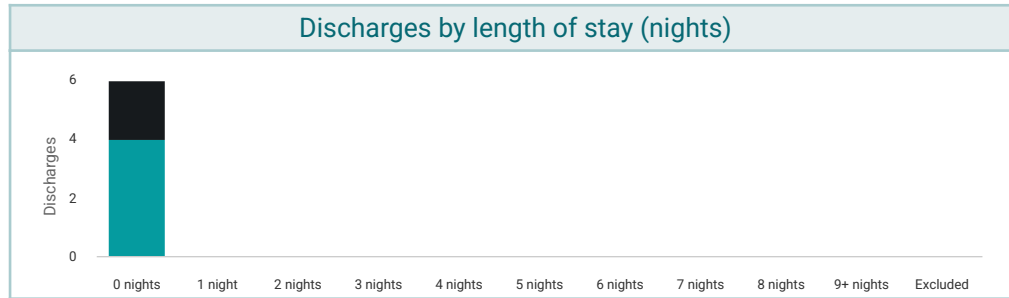 Discharges by length of stay (nights)
Discharges
6
4
2
0
0 nights 1 night 2 nights 3 nights 4 nights 5 nights 6 nights 7 nights 8 nights 9+ nights Excluded